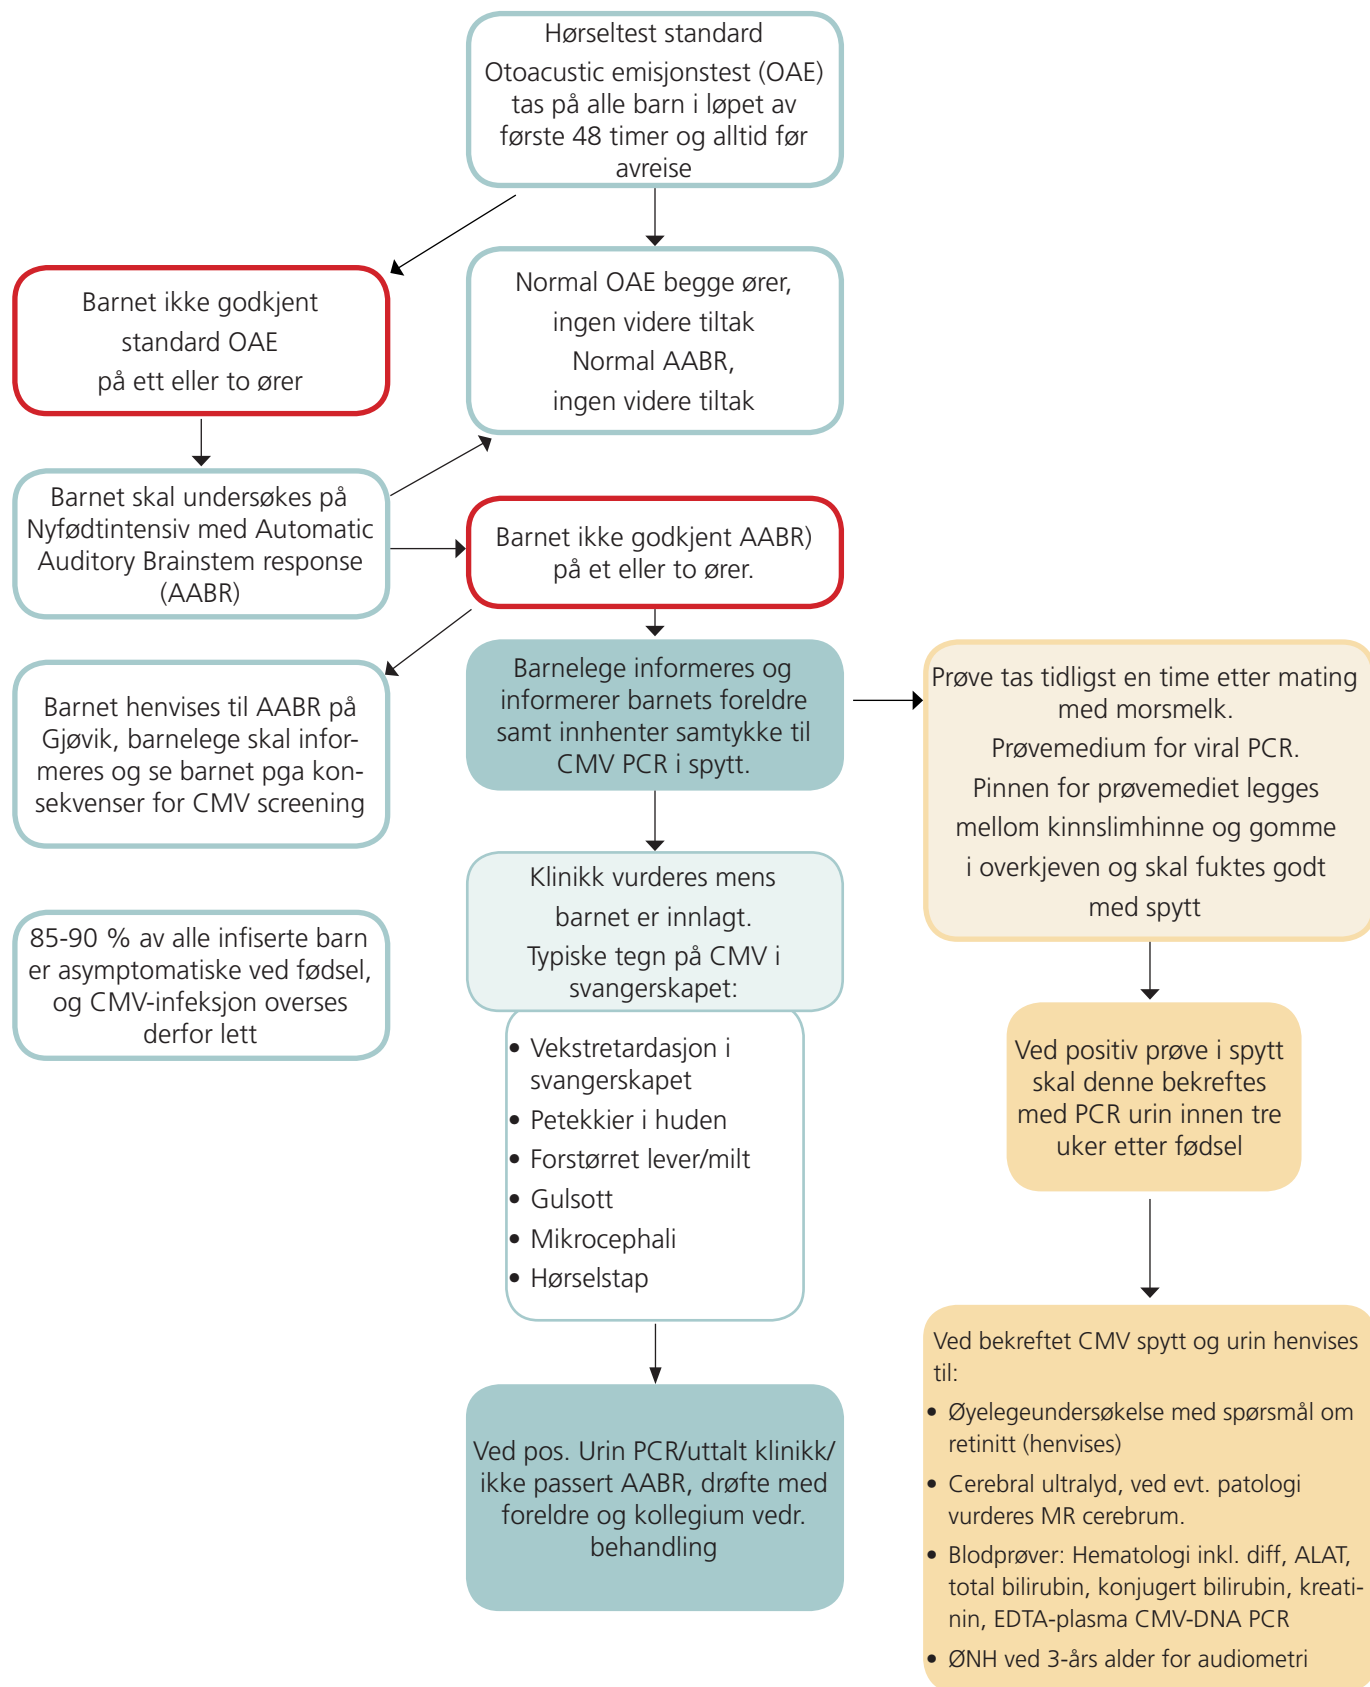 Hørseltest standard
Otoacustic emisjonstest (OAE)
tas på alle barn i løpet av
første 48 timer og alltid før
avreise
Barnet ikke godkjent
standard OAE
på ett eller to ører
Normal OAE begge ører,
ingen videre tiltak
Normal AABR,
ingen videre tiltak
Barnet skal undersøkes på
Nyfødtintensiv med Automatic
Auditory Brainstem response
(AABR)
Barnet ikke godkjent AABR)
på et eller to ører.
Barnet henvises til AABR på
Gjøvik, barnelege skal infor-
meres og se barnet pga kon-
sekvenser for CMV screening
Barnelege informeres og
informerer barnets foreldre
samt innhenter samtykke til
CMV PCR i spytt.
Prøve tas tidligst en time etter mating
med morsmelk.
Prøvemedium for viral PCR.
Pinnen for prøvemediet legges
mellom kinnslimhinne og gomme
i overkjeven og skal fuktes godt
med spytt
85-90 % av alle infiserte barn
er asymptomatiske ved fødsel,
og CMV-infeksjon overses
derfor lett
Klinikk vurderes mens
barnet er innlagt.
Typiske tegn på CMV i
svangerskapet:
• Vekstretardasjon i
svangerskapet
• Petekkier i huden
• Forstørret lever/milt
• Gulsott
• Mikrocephali
• Hørselstap
Ved positiv prøve i spytt
skal denne bekreftes
med PCR urin innen tre
uker etter fødsel
Ved pos. Urin PCR/uttalt klinikk/
ikke passert AABR, drøfte med
foreldre og kollegium vedr.
behandling
Ved bekreftet CMV spytt og urin henvises
til:
• Øyelegeundersøkelse med spørsmål om
retinitt (henvises)
• Cerebral ultralyd, ved evt. patologi
vurderes MR cerebrum.
• Blodprøver: Hematologi inkl. diff, ALAT,
total bilirubin, konjugert bilirubin, kreati-
nin, EDTA-plasma CMV-DNA PCR
• ØNH ved 3-års alder for audiometri